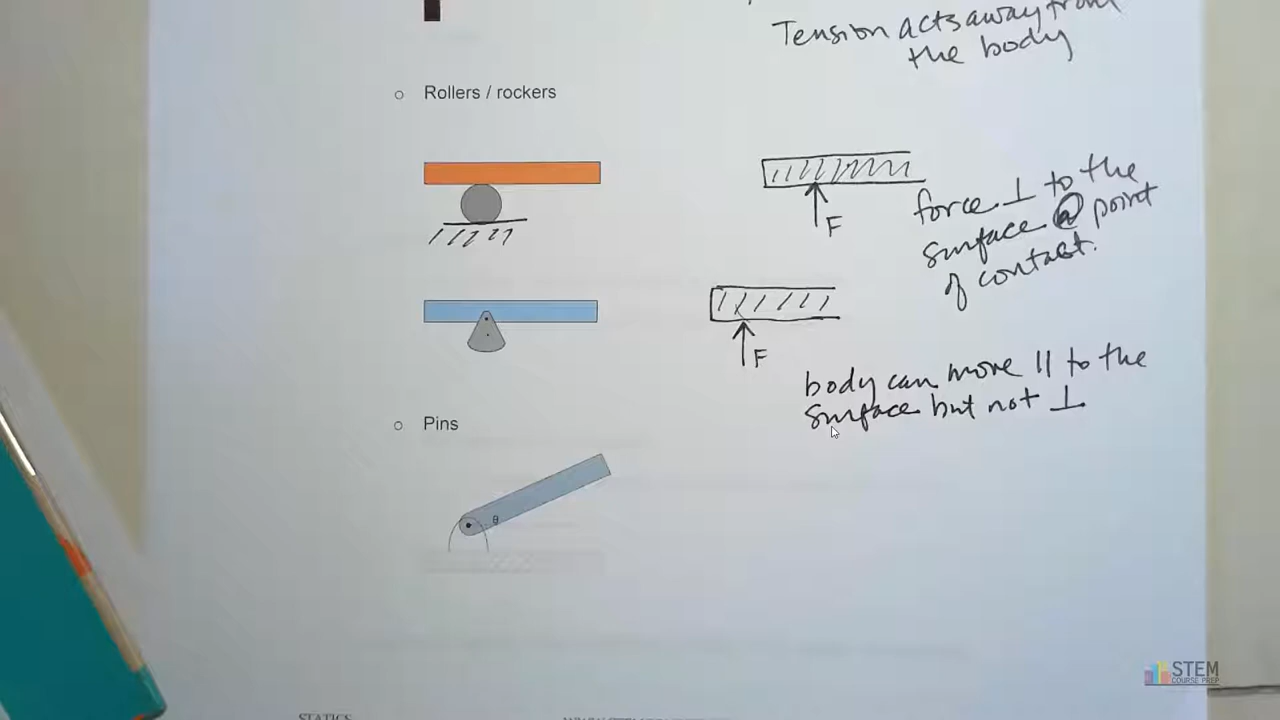 Tension acts away from
the body
Rollers / rockers
F
force ⊥ to the
surface @ point
of contact.
F
body can move || to the
surface but not ⊥
Pins
θ
STEM
COURSE PREP
STATICS